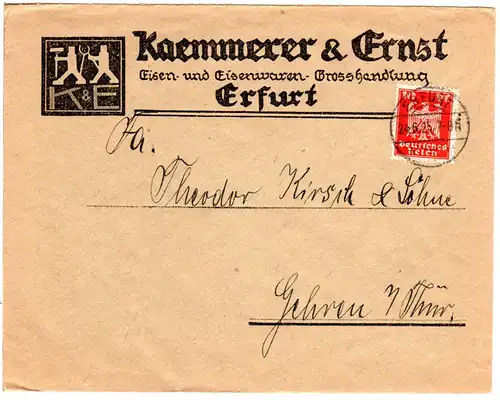 Kaemmerer & Ernst
Eisen- und Eisenwaren-Grosshandlung
Erfurt
K&E
Deutsches
Reich
Fa.
Theodor Kirsch & Söhne
Gehren i/Thür.